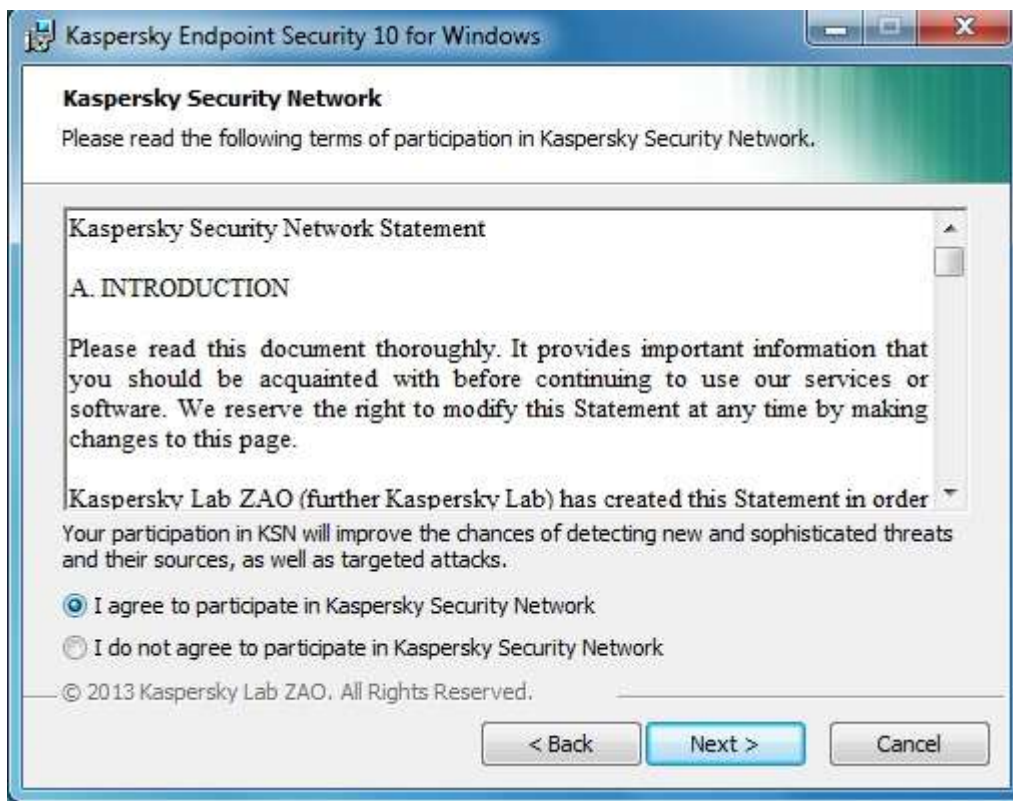 Kaspersky Endpoint Security 10 for Windows
Kaspersky Security Network
Please read the following terms of participation in Kaspersky Security Network.
Kaspersky Security Network Statement
A. INTRODUCTION
Please read this document thoroughly. It provides important information that
you should be acquainted with before continuing to use our services or
software. We reserve the right to modify this Statement at any time by making
changes to this page.
Kaspersky Lab ZAO (further Kaspersky Lab) has created this Statement in order
Your participation in KSN will improve the chances of detecting new and sophisticated threats
and their sources, as well as targeted attacks.
I agree to participate in Kaspersky Security Network
I do not agree to participate in Kaspersky Security Network
© 2013 Kaspersky Lab ZAO. All Rights Reserved.
< Back Next > Cancel